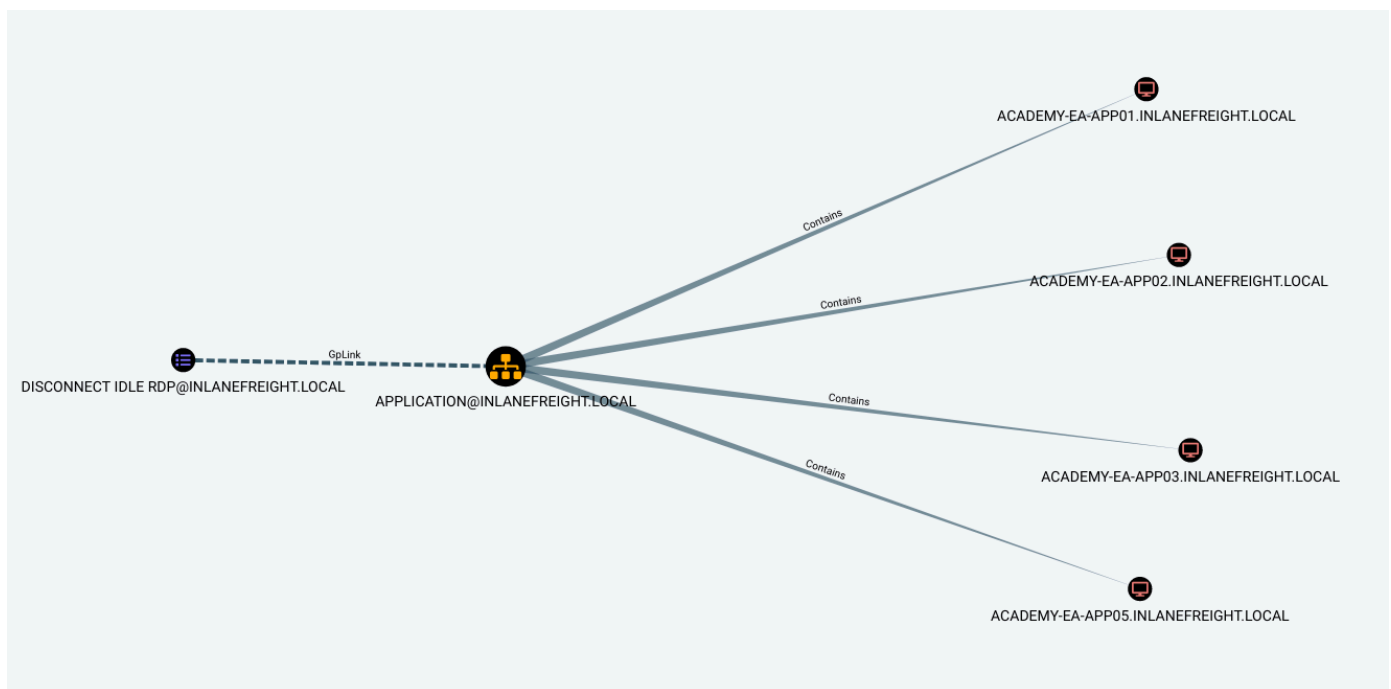 ACADEMY-EA-APP01.INLANEFREIGHT.LOCAL
Contains
ACADEMY-EA-APP02.INLANEFREIGHT.LOCAL
Contains
GpLink
DISCONNECT IDLE RDP@INLANEFREIGHT.LOCAL
APPLICATION@INLANEFREIGHT.LOCAL
Contains
ACADEMY-EA-APP03.INLANEFREIGHT.LOCAL
Contains
ACADEMY-EA-APP05.INLANEFREIGHT.LOCAL